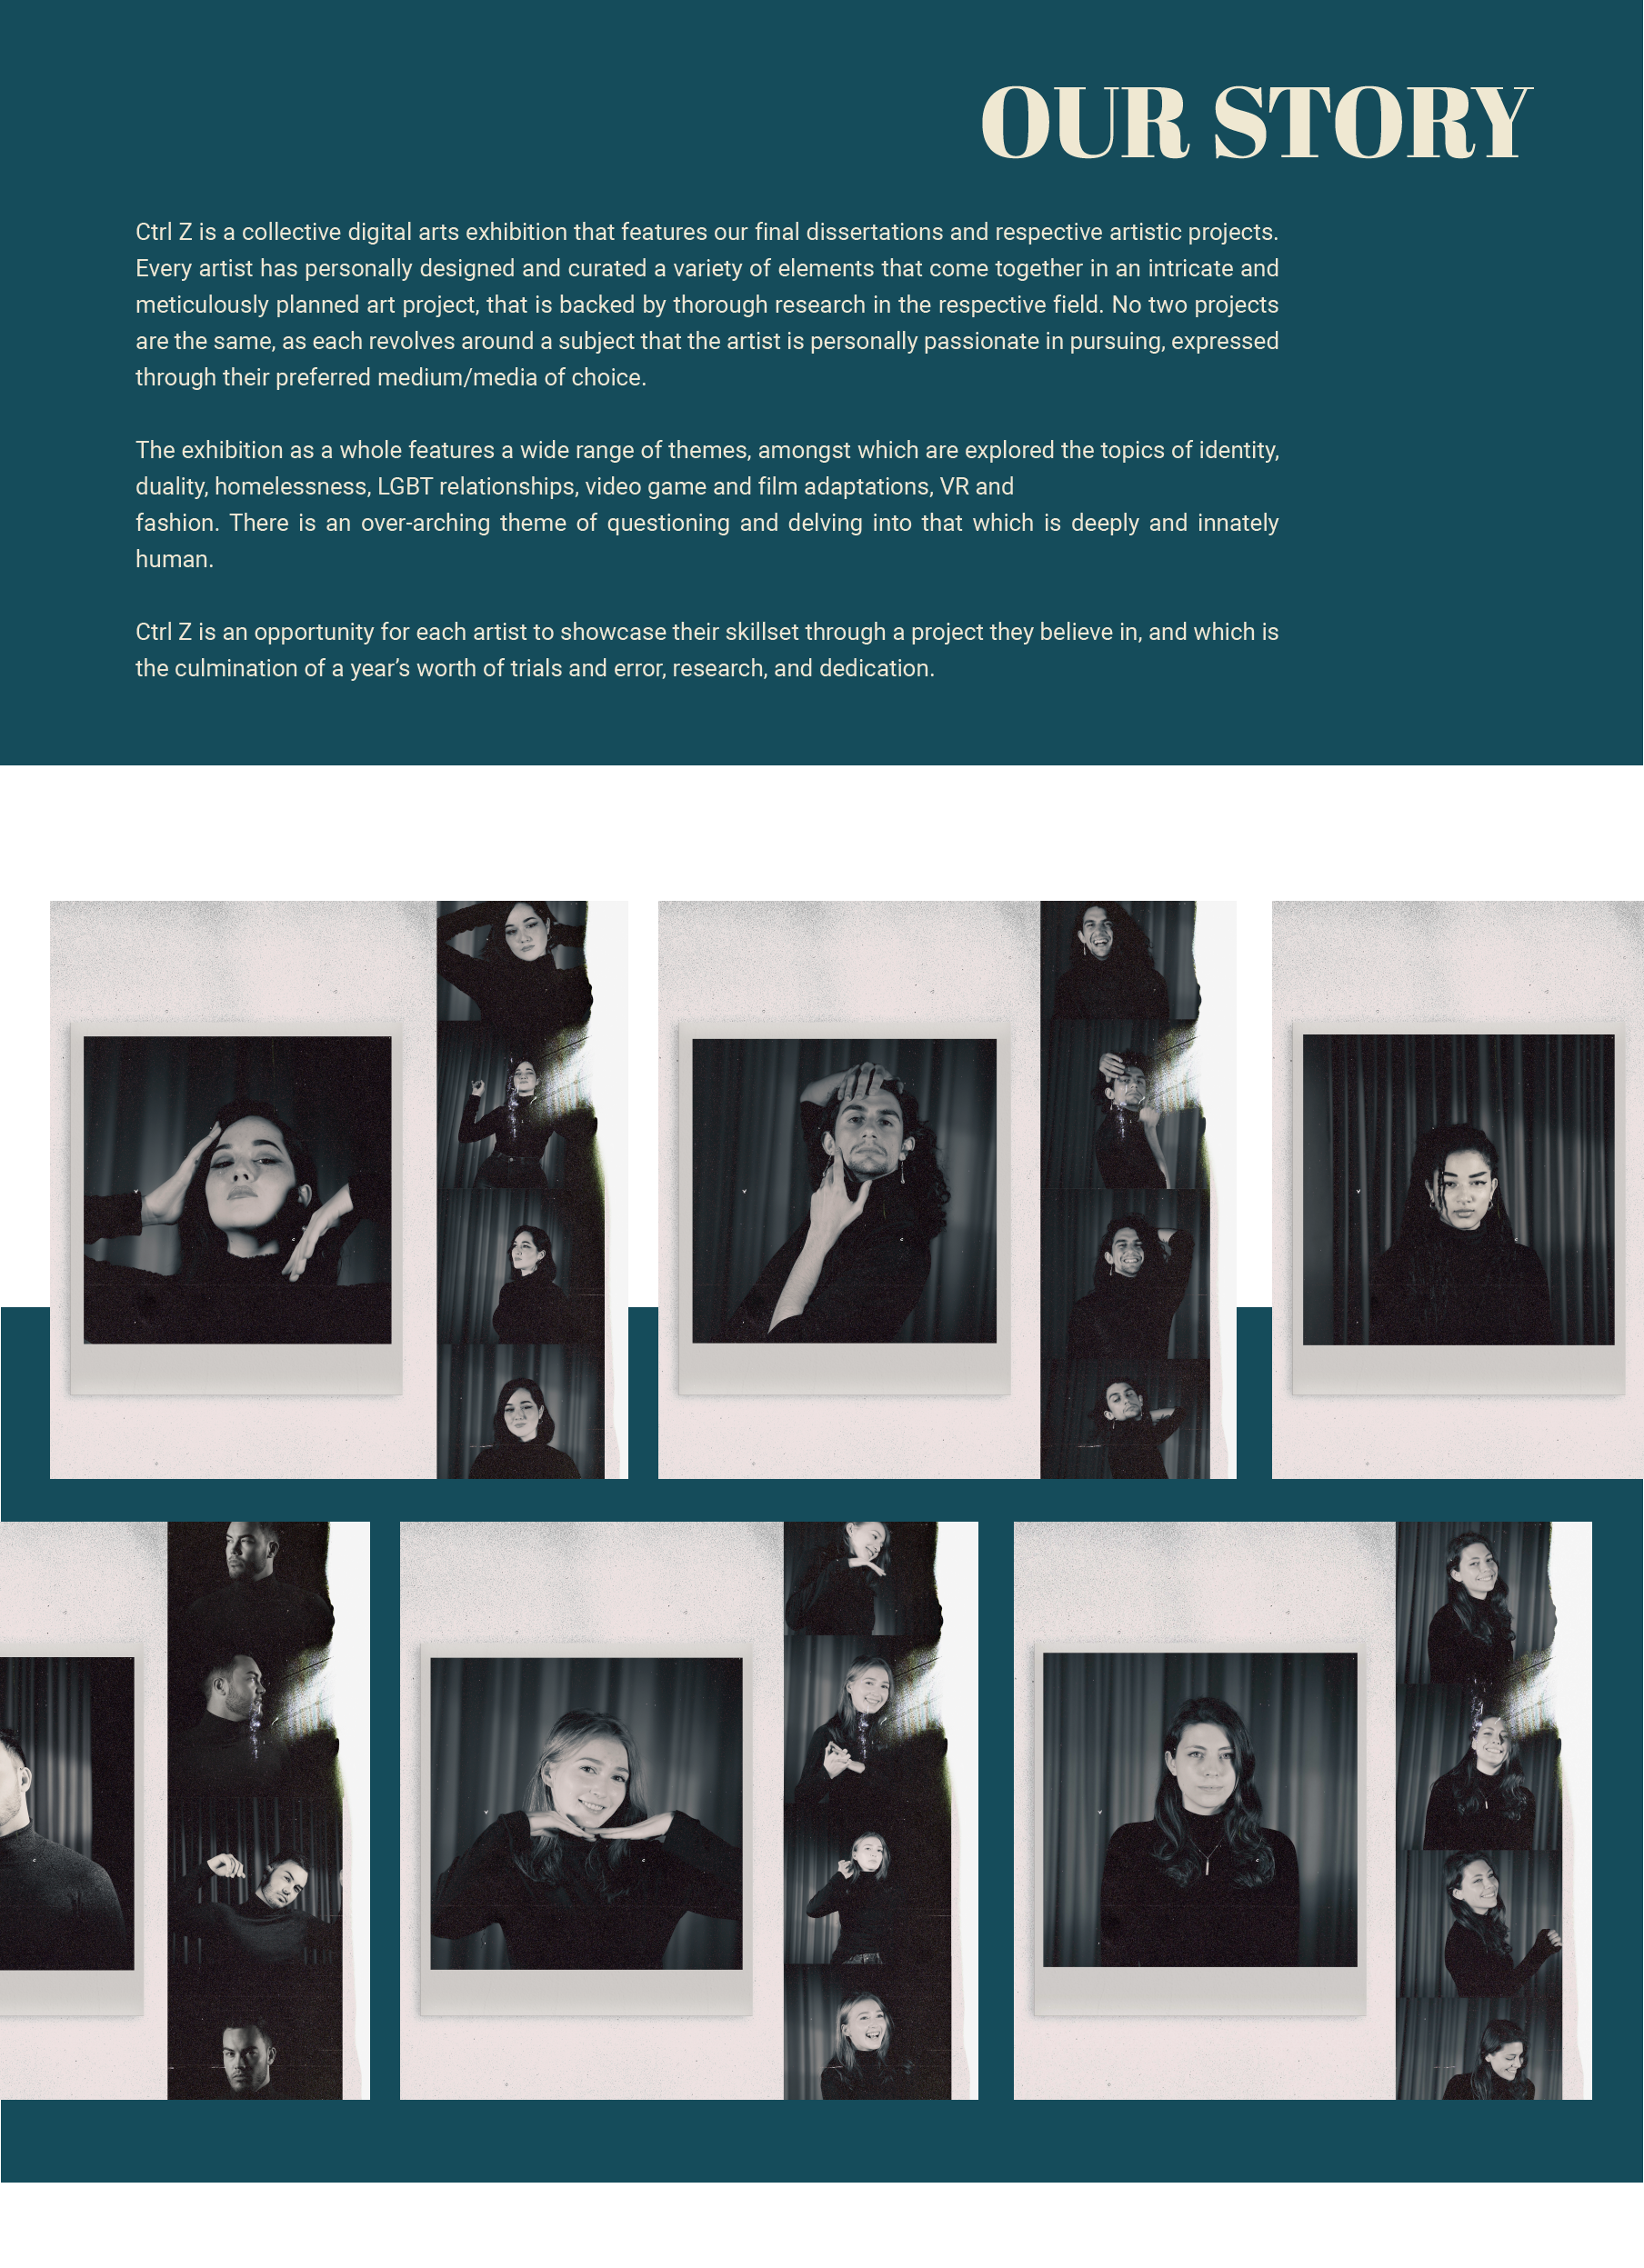 OUR STORY
Ctrl Z is a collective digital arts exhibition that features our final dissertations and respective artistic projects.
Every artist has personally designed and curated a variety of elements that come together in an intricate and
meticulously planned art project, that is backed by thorough research in the respective field. No two projects
are the same, as each revolves around a subject that the artist is personally passionate in pursuing, expressed
through their preferred medium/media of choice.
The exhibition as a whole features a wide range of themes, amongst which are explored the topics of identity,
duality, homelessness, LGBT relationships, video game and film adaptations, VR and
fashion. There is an over-arching theme of questioning and delving into that which is deeply and innately
human.
Ctrl Z is an opportunity for each artist to showcase their skillset through a project they believe in, and which is
the culmination of a year’s worth of trials and error, research, and dedication.